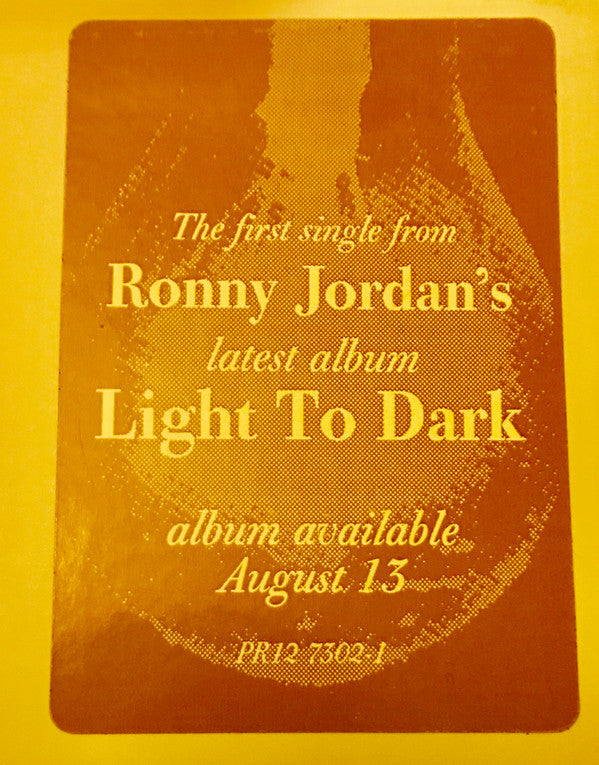 The first single from
Ronny Jordan's
latest album
Light To Dark
album available
August 13
PR12 7302-1